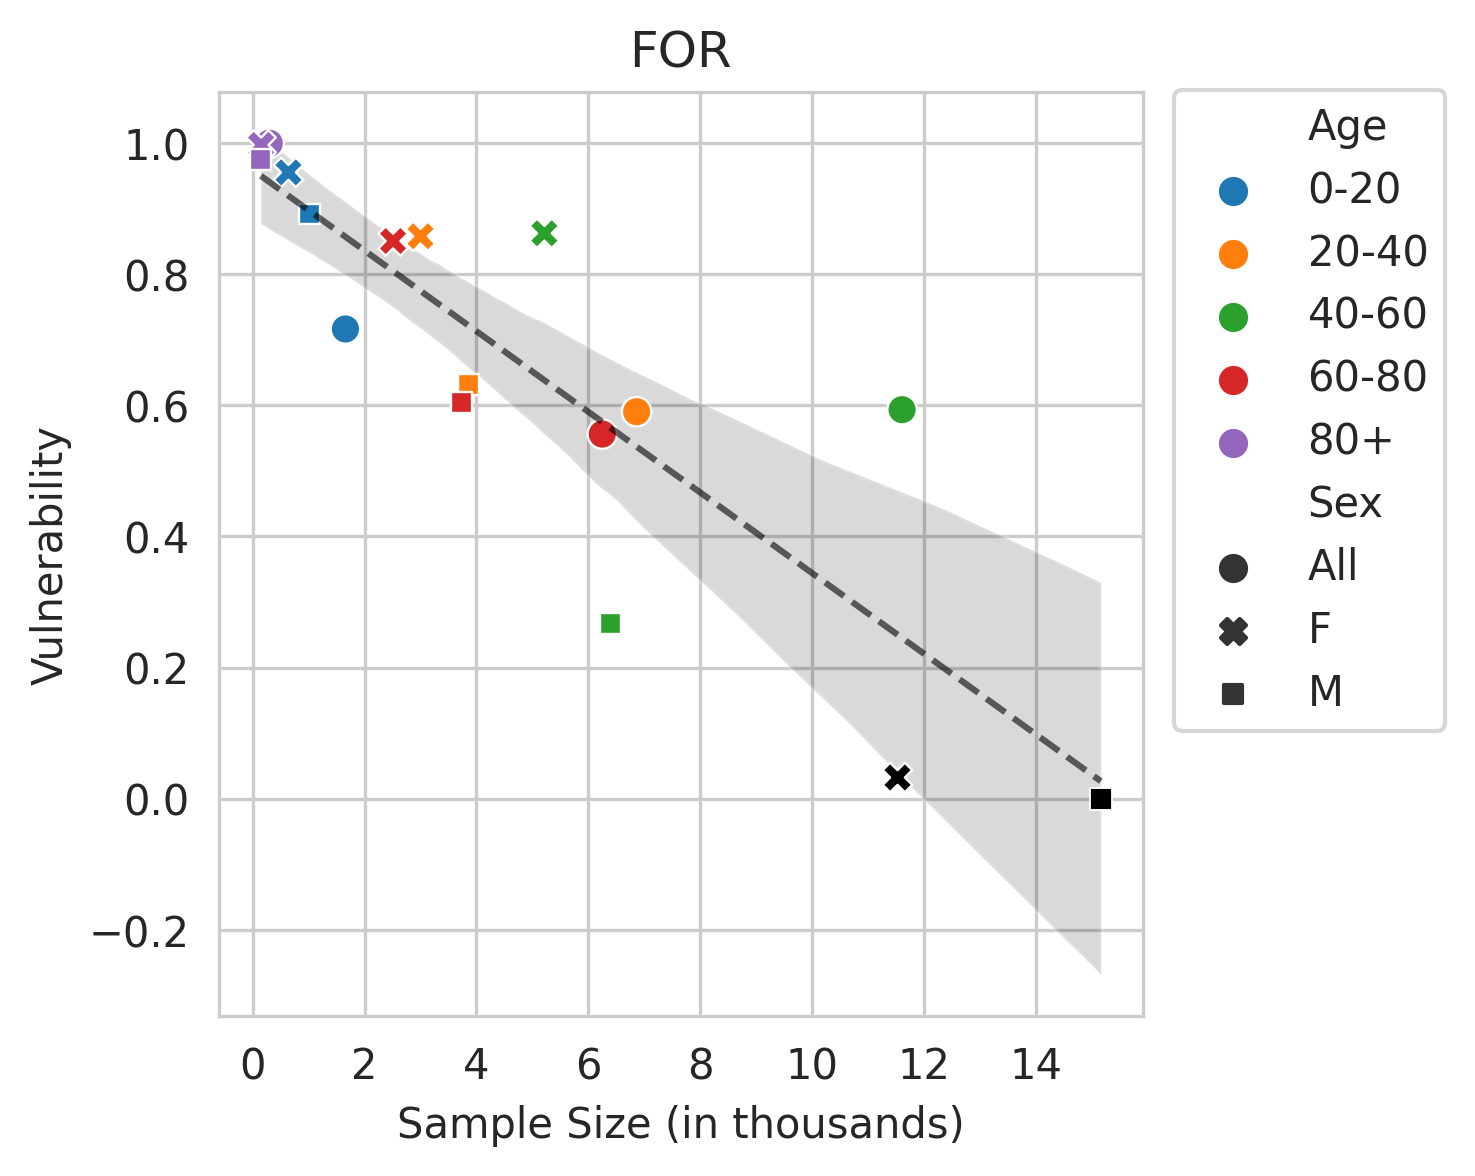 FOR
Vulnerability
1.0
0.8
0.6
0.4
0.2
0.0
−0.2
0 2 4 6 8 10 12 14
Sample Size (in thousands)
Age
0-20
20-40
40-60
60-80
80+
Sex
All
F
M